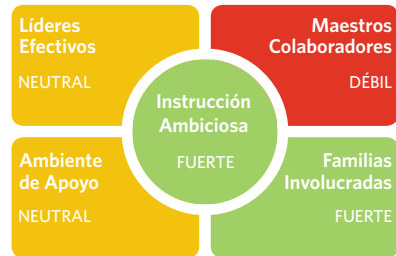 Líderes
Efectivos
NEUTRAL
Maestros
Colaboradores
DÉBIL
Instrucción
Ambiciosa
FUERTE
Ambiente
de Apoyo
NEUTRAL
Familias
Involucradas
FUERTE